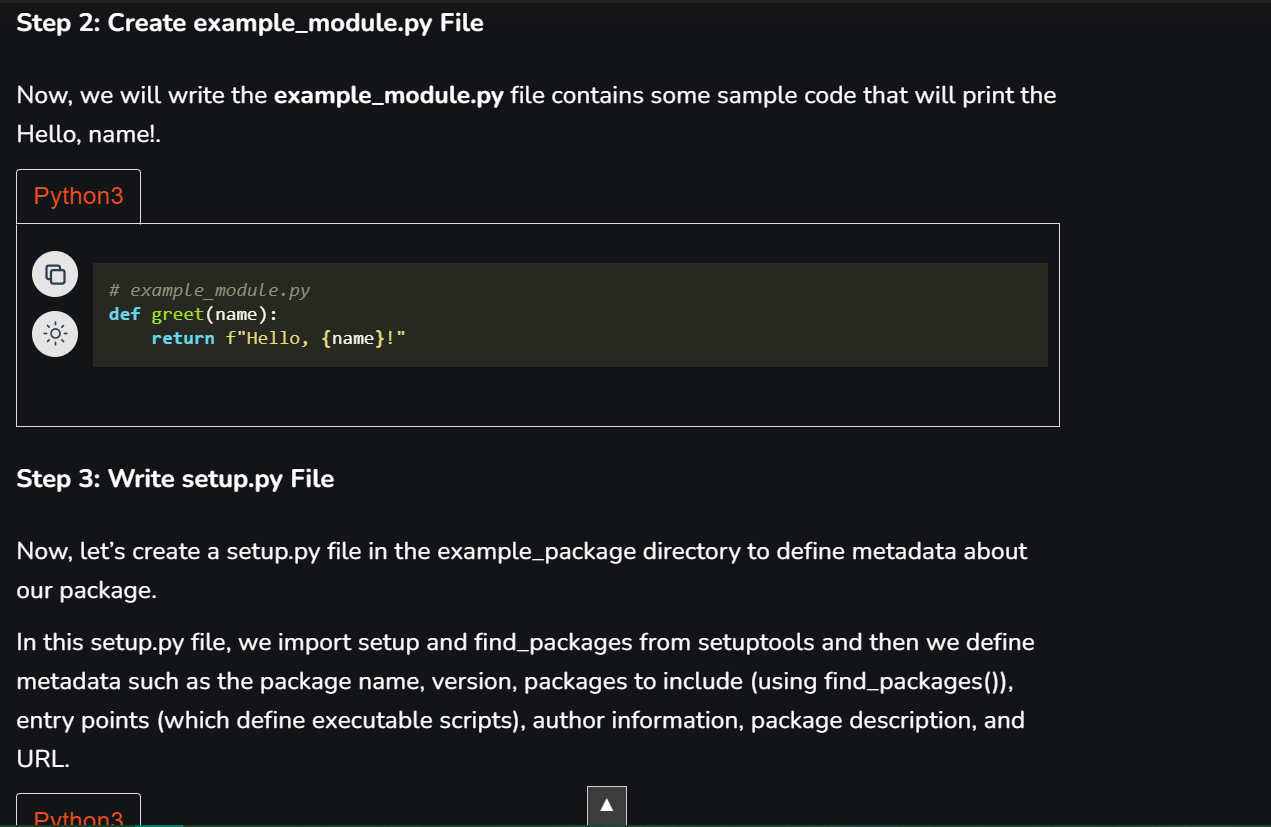 Step 2: Create example_module.py File
Now, we will write the example_module.py file contains some sample code that will print the
Hello, name!.
Python3
# example_module.py
def greet(name):
    return f"Hello, {name}!"
Step 3: Write setup.py File
Now, let’s create a setup.py file in the example_package directory to define metadata about
our package.
In this setup.py file, we import setup and find_packages from setuptools and then we define
metadata such as the package name, version, packages to include (using find_packages()),
entry points (which define executable scripts), author information, package description, and
URL.
Python3